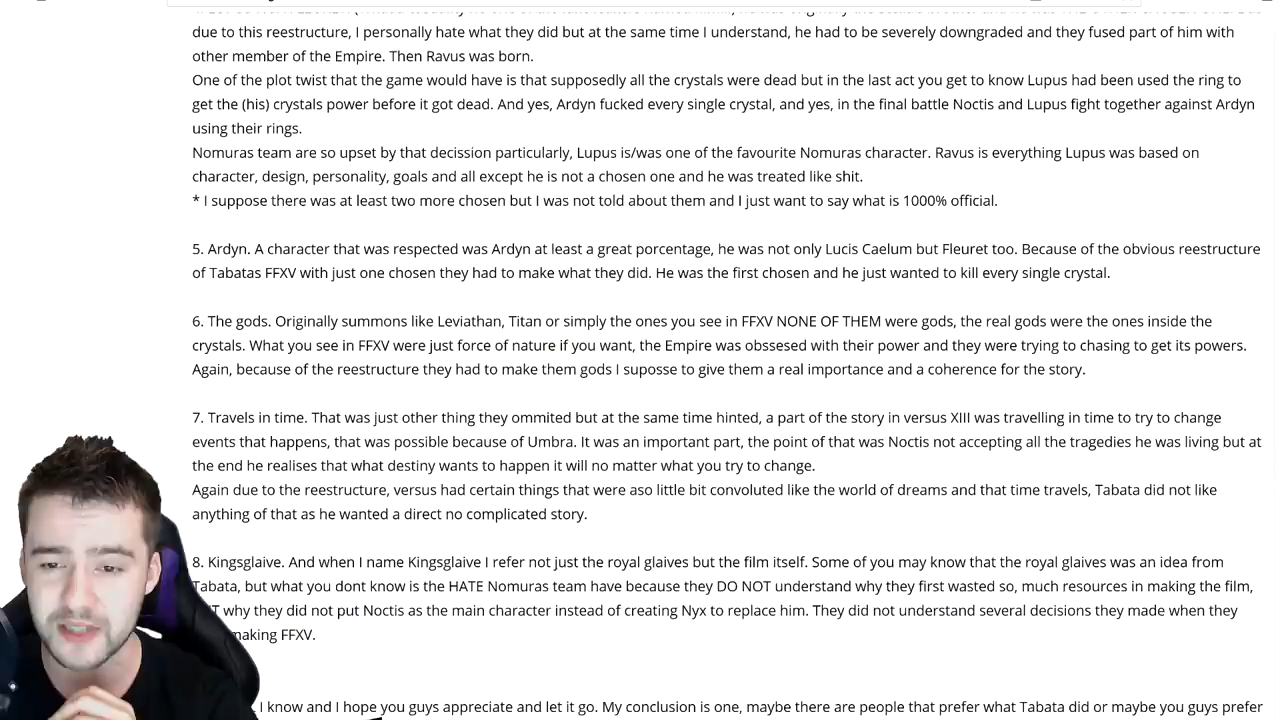 due to this reestructure, I personally hate what they did but at the same time I understand, he had to be severely downgraded and they fused part of him with
other member of the Empire. Then Ravus was born.
One of the plot twist that the game would have is that supposedly all the crystals were dead but in the last act you get to know Lupus had been used the ring to
get the (his) crystals power before it got dead. And yes, Ardyn fucked every single crystal, and yes, in the final battle Noctis and Lupus fight together against Ardyn
using their rings.
Nomuras team are so upset by that decission particularly, Lupus is/was one of the favourite Nomuras character. Ravus is everything Lupus was based on
character, design, personality, goals and all except he is not a chosen one and he was treated like shit.
* I suppose there was at least two more chosen but I was not told about them and I just want to say what is 1000% official.
5. Ardyn. A character that was respected was Ardyn at least a great porcentage, he was not only Lucis Caelum but Fleuret too. Because of the obvious reestructure
of Tabatas FFXV with just one chosen they had to make what they did. He was the first chosen and he just wanted to kill every single crystal.
6. The gods. Originally summons like Leviathan, Titan or simply the ones you see in FFXV NONE OF THEM were gods, the real gods were the ones inside the
crystals. What you see in FFXV were just force of nature if you want, the Empire was obssesed with their power and they were trying to chasing to get its powers.
Again, because of the reestructure they had to make them gods I suposse to give them a real importance and a coherence for the story.
7. Travels in time. That was just other thing they ommited but at the same time hinted, a part of the story in versus XIII was travelling in time to try to change
events that happens, that was possible because of Umbra. It was an important part, the point of that was Noctis not accepting all the tragedies he was living but at
the end he realises that what destiny wants to happen it will no matter what you try to change.
Again due to the reestructure, versus had certain things that were aso little bit convoluted like the world of dreams and that time travels, Tabata did not like
anything of that as he wanted a direct no complicated story.
8. Kingsglaive. And when I name Kingsglaive I refer not just the royal glaives but the film itself. Some of you may know that the royal glaives was an idea from
Tabata, but what you dont know is the HATE Nomuras team have because they DO NOT understand why they first wasted so, much resources in making the film,
why they did not put Noctis as the main character instead of creating Nyx to replace him. They did not understand several decisions they made when they
making FFXV.
I know and I hope you guys appreciate and let it go. My conclusion is one, maybe there are people that prefer what Tabata did or maybe you guys prefer